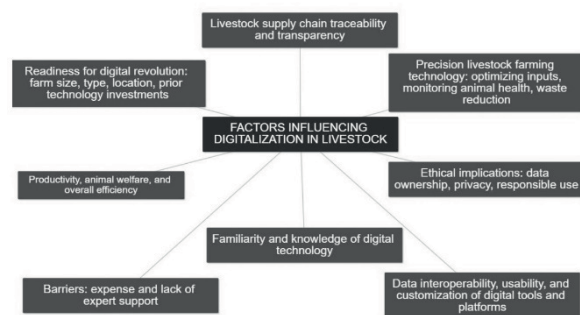 Livestock supply chain traceability
and transparency
Readiness for digital revolution:
farm size, type, location, prior
technology investments
Precision livestock farming
technology: optimizing inputs,
monitoring animal health, waste
reduction
FACTORS INFLUENCING
DIGITALIZATION IN LIVESTOCK
Productivity, animal welfare, and
overall efficiency
Ethical implications: data
ownership, privacy, responsible use
Familiarity and knowledge of digital
technology
Barriers: expense and lack of
expert support
Data interoperability, usability, and
customization of digital tools and
platforms